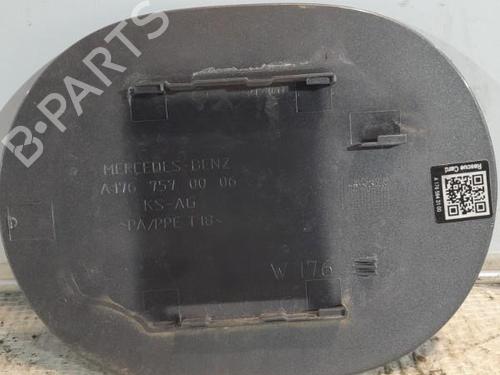 MERCEDES-BENZ
A176 757 00 06
KS-AG
>PA/PPE T18<
W 176
Rescue Card
B-PARTS